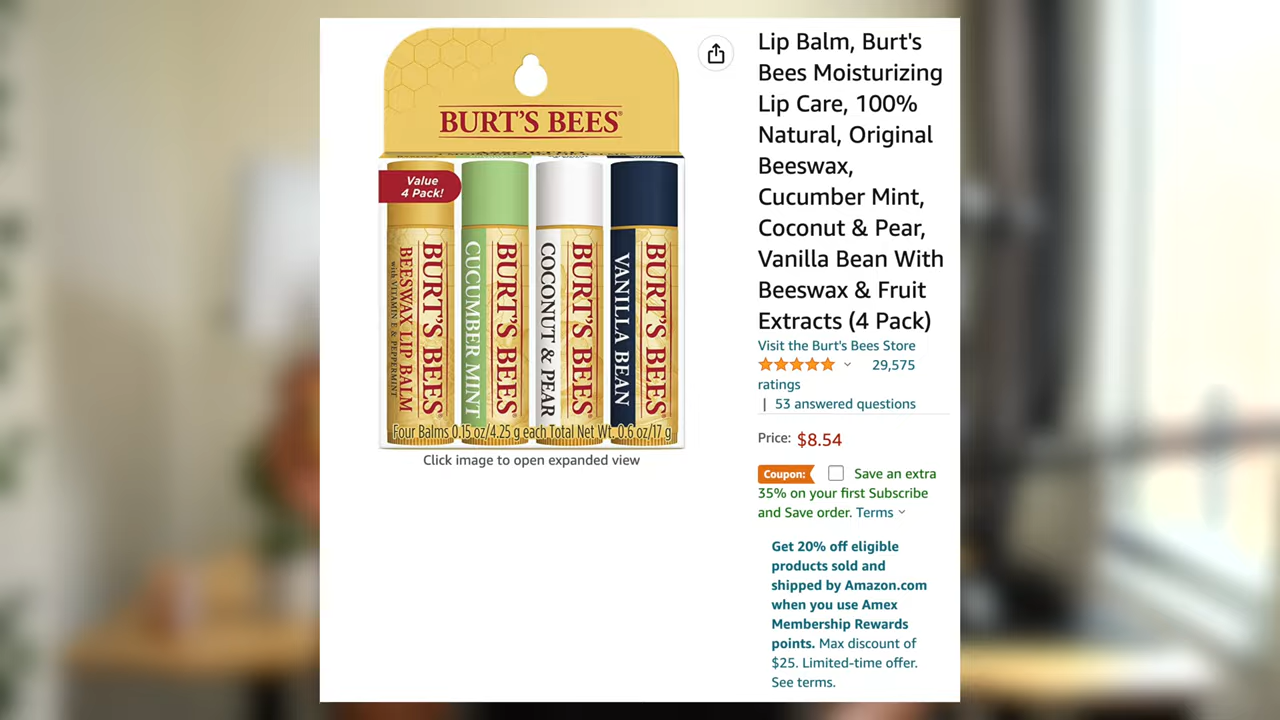 BURT'S BEES
Value
4 Pack!
BURT'S BEES
BEESWAX LIP BALM
with VITAMIN E & PEPPERMINT
BURT'S BEES
CUCUMBER MINT
BURT'S BEES
COCONUT & PEAR
BURT'S BEES
VANILLA BEAN
Four Balms 0.15 oz/4.25 g each Total Net Wt. 0.6 oz/17 g
Click image to open expanded view
Lip Balm, Burt's
Bees Moisturizing
Lip Care, 100%
Natural, Original
Beeswax,
Cucumber Mint,
Coconut & Pear,
Vanilla Bean With
Beeswax & Fruit
Extracts (4 Pack)
Visit the Burt's Bees Store
29,575
ratings
| 53 answered questions
Price: $8.54
Coupon: Save an extra
35% on your first Subscribe
and Save order. Terms
Get 20% off eligible
products sold and
shipped by Amazon.com
when you use Amex
Membership Rewards
points. Max discount of
$25. Limited-time offer.
See terms.